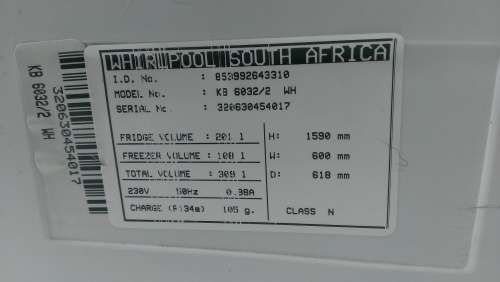 WHIRLPOOL SOUTH AFRICA
I.D. No. : 853992643310
MODEL No. : KB 6032/2 WH
SERIAL No. : 320630454017
FRIDGE VOLUME : 201 l
FREEZER VOLUME : 108 l
TOTAL VOLUME : 309 l
230V 50Hz 0.38A
CHARGE (R134a) 105 g.
H: 1590 mm
W: 600 mm
D: 618 mm
CLASS N
KB 6032/2 WH
320630454017